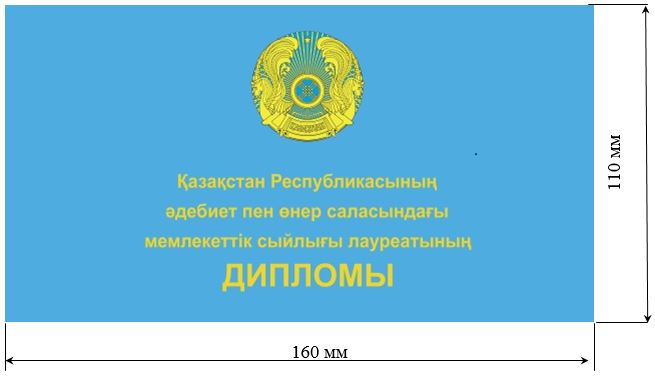 Қазақстан Республикасының
әдебиет пен өнер саласындағы
мемлекеттік сыйлығы лауреатының
ДИПЛОМЫ
110 мм
160 мм